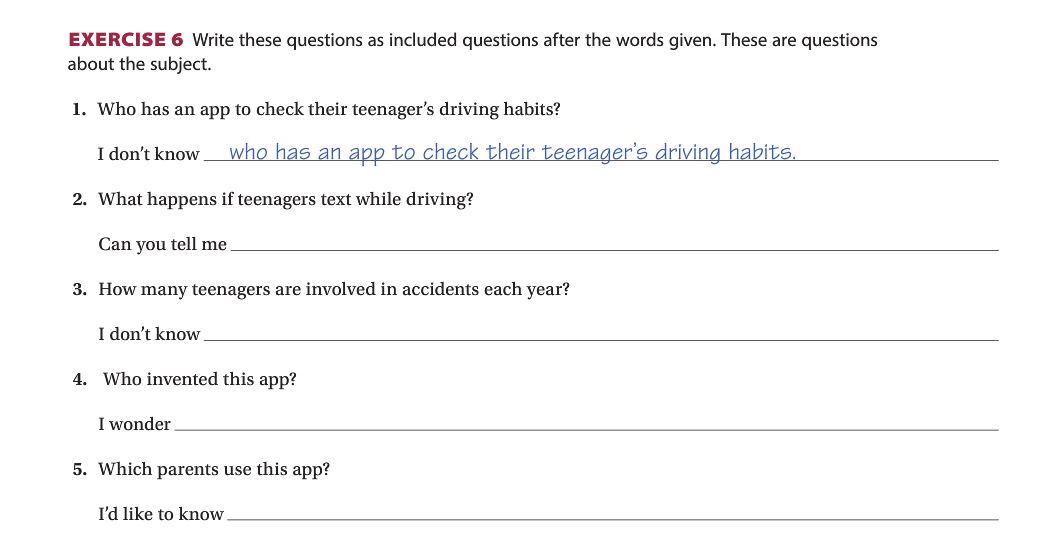 EXERCISE 6 Write these questions as included questions after the words given. These are questions
about the subject.
1. Who has an app to check their teenager's driving habits?
I don't know who has an app to check their teenager's driving habits.
2. What happens if teenagers text while driving?
Can you tell me
3. How many teenagers are involved in accidents each year?
I don't know
4. Who invented this app?
I wonder
5. Which parents use this app?
I'd like to know